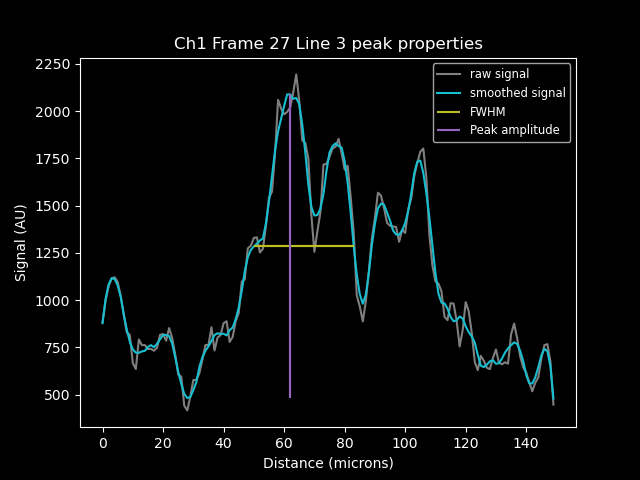 Ch1 Frame 27 Line 3 peak properties
raw signal
smoothed signal
FWHM
Peak amplitude
Signal (AU)
2250
2000
1750
1500
1250
1000
750
500
0 20 40 60 80 100 120 140
Distance (microns)